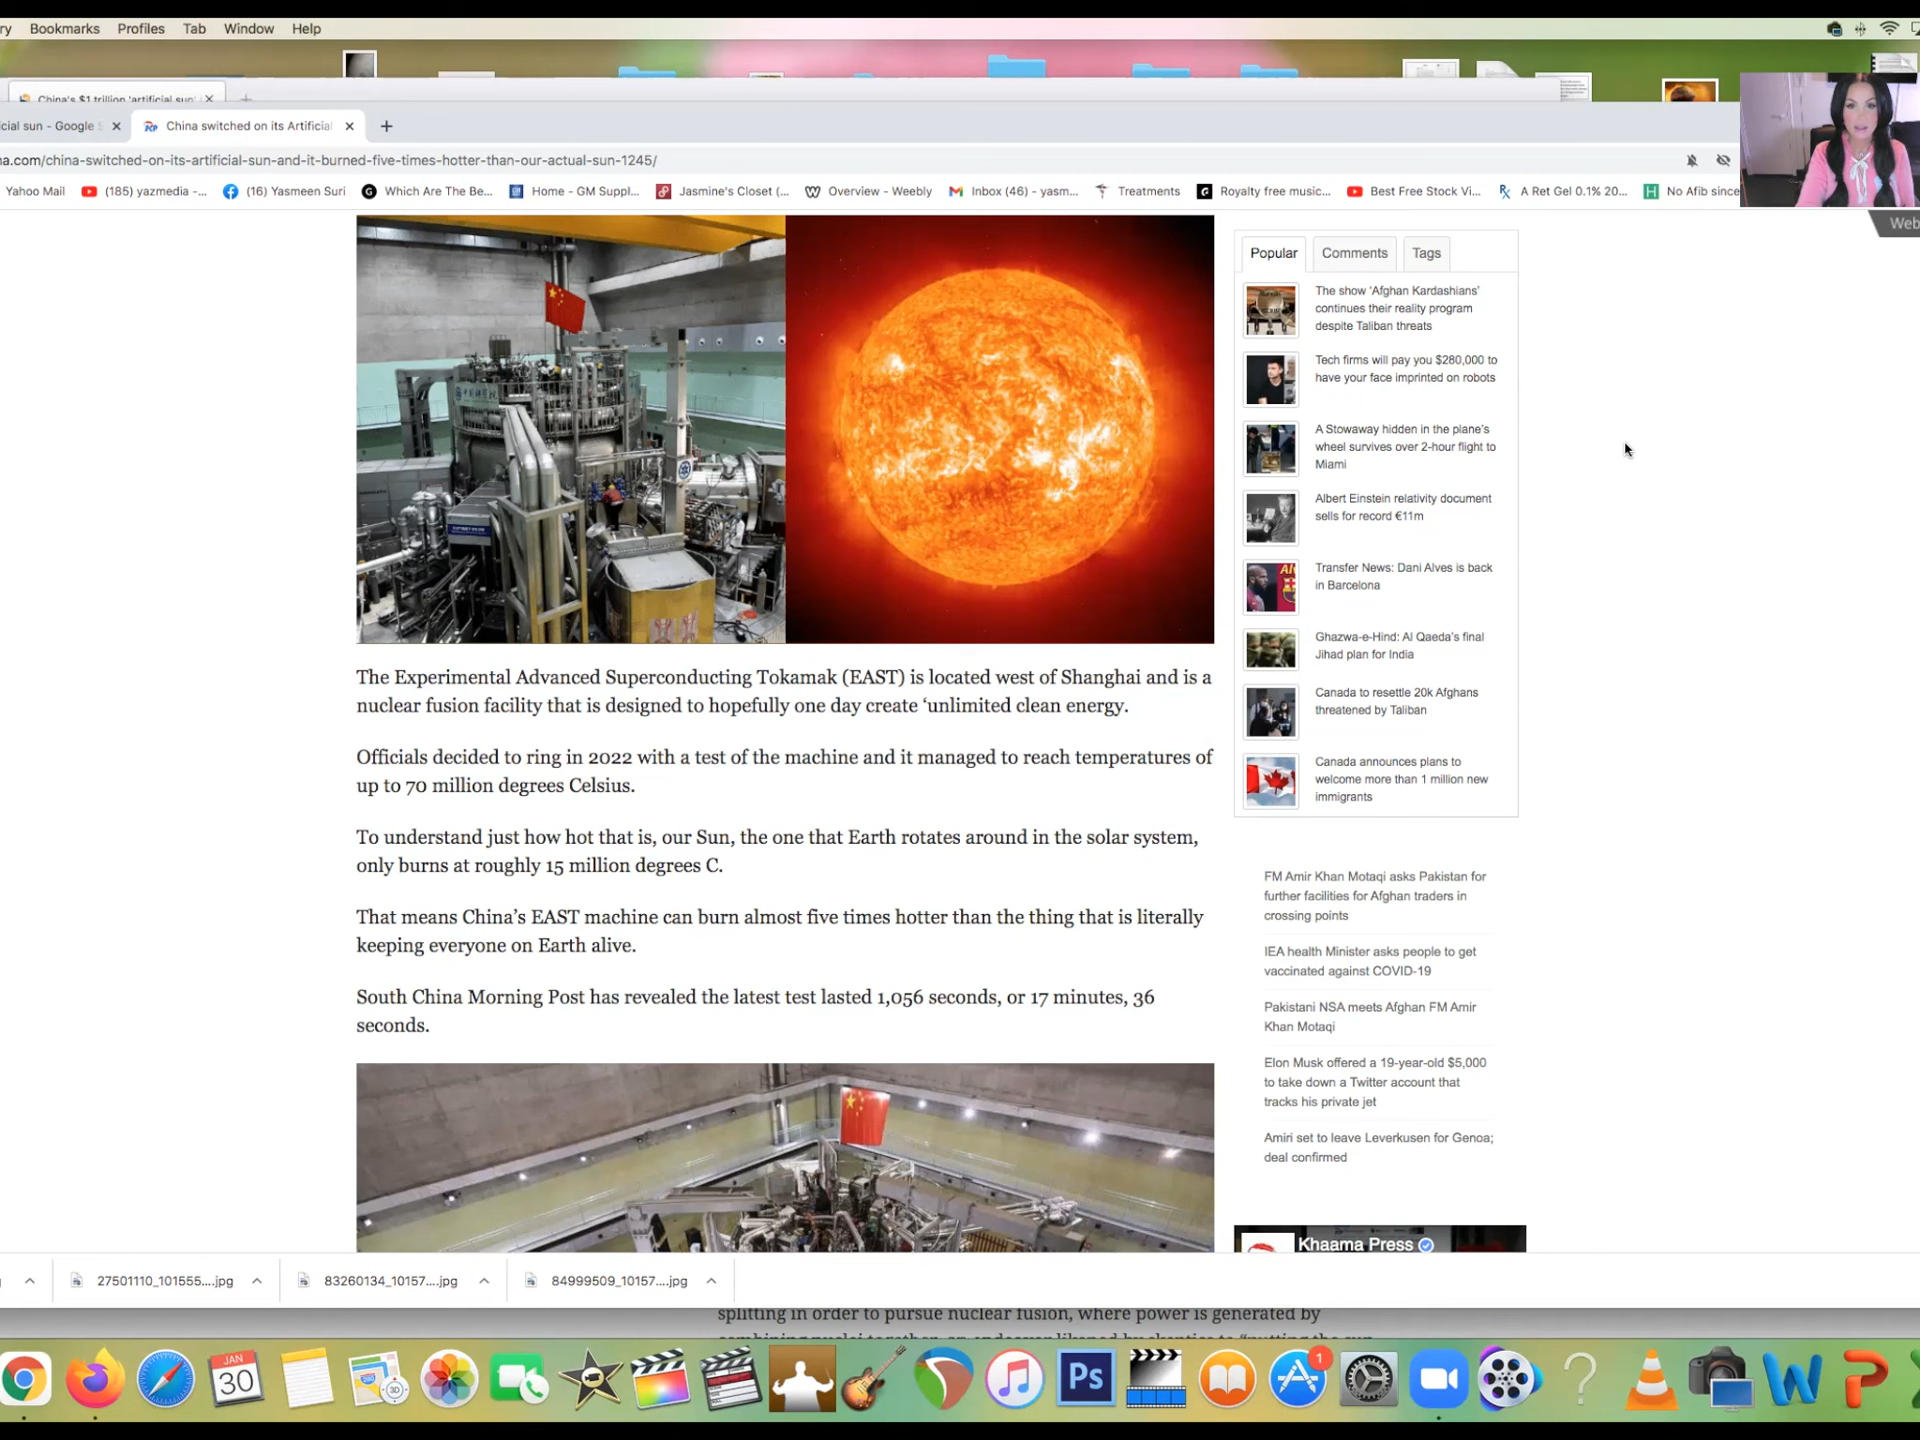 Bookmarks Profiles Tab Window Help
China's $1 trillion 'artificial sun'
cial sun - Google S
China switched on its Artificial
na.com/china-switched-on-its-artificial-sun-and-it-burned-five-times-hotter-than-our-actual-sun-1245/
Yahoo Mail (185) yazmedia -... (16) Yasmeen Suri Which Are The Be... Home - GM Suppl... Jasmine's Closet (... Overview - Weebly Inbox (46) - yasm... Treatments Royalty free music... Best Free Stock Vi... A Ret Gel 0.1% 20... No Afib since
Web
The Experimental Advanced Superconducting Tokamak (EAST) is located west of Shanghai and is a
nuclear fusion facility that is designed to hopefully one day create ‘unlimited clean energy.
Officials decided to ring in 2022 with a test of the machine and it managed to reach temperatures of
up to 70 million degrees Celsius.
To understand just how hot that is, our Sun, the one that Earth rotates around in the solar system,
only burns at roughly 15 million degrees C.
That means China’s EAST machine can burn almost five times hotter than the thing that is literally
keeping everyone on Earth alive.
South China Morning Post has revealed the latest test lasted 1,056 seconds, or 17 minutes, 36
seconds.
Popular Comments Tags
The show 'Afghan Kardashians'
continues their reality program
despite Taliban threats
Tech firms will pay you $280,000 to
have your face imprinted on robots
A Stowaway hidden in the plane's
wheel survives over 2-hour flight to
Miami
Albert Einstein relativity document
sells for record €11m
Transfer News: Dani Alves is back
in Barcelona
Ghazwa-e-Hind: Al Qaeda's final
Jihad plan for India
Canada to resettle 20k Afghans
threatened by Taliban
Canada announces plans to
welcome more than 1 million new
immigrants
FM Amir Khan Motaqi asks Pakistan for
further facilities for Afghan traders in
crossing points
IEA health Minister asks people to get
vaccinated against COVID-19
Pakistani NSA meets Afghan FM Amir
Khan Motaqi
Elon Musk offered a 19-year-old $5,000
to take down a Twitter account that
tracks his private jet
Amiri set to leave Leverkusen for Genoa;
deal confirmed
Khaama Press
27501110_101555....jpg 83260134_10157....jpg 84999509_10157....jpg
splitting in order to pursue nuclear fusion, where power is generated by
JAN
30
3D
Ps
1